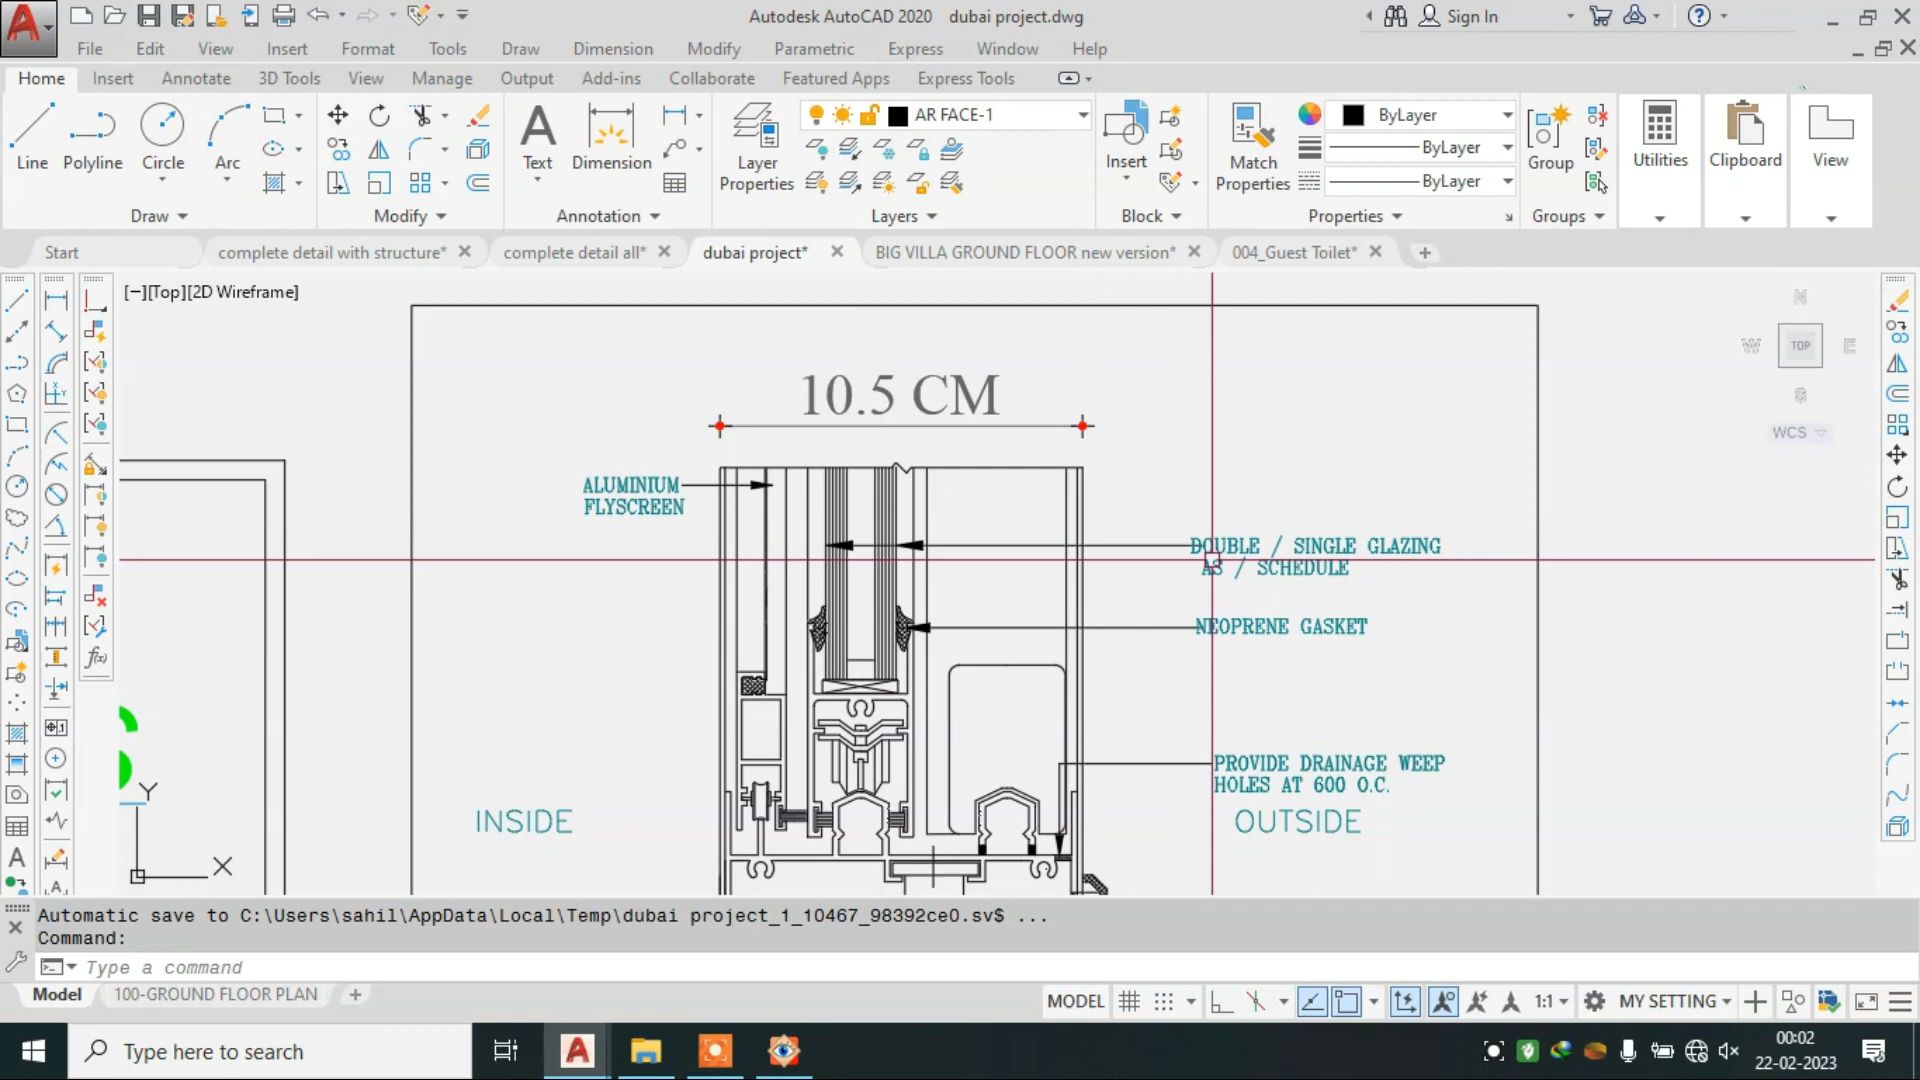 Autodesk AutoCAD 2020 dubai project.dwg
Sign In
File Edit View Insert Format Tools Draw Dimension Modify Parametric Express Window Help
Home Insert Annotate 3D Tools View Manage Output Add-ins Collaborate Featured Apps Express Tools
AR FACE-1
ByLayer
ByLayer
ByLayer
Line Polyline Circle Arc
Text Dimension
Layer
Properties
Insert
Match
Properties
Group
Utilities Clipboard View
Draw Modify Annotation Layers Block Properties Groups
Start complete detail with structure* complete detail all* dubai project* BIG VILLA GROUND FLOOR new version* 004_Guest Toilet*
[−][Top][2D Wireframe]
N
W TOP E
S
WCS
10.5 CM
ALUMINIUM
FLYSCREEN
DOUBLE / SINGLE GLAZING
AS / SCHEDULE
NEOPRENE GASKET
PROVIDE DRAINAGE WEEP
HOLES AT 600 O.C.
INSIDE OUTSIDE
Y
X
f(x)
A
Automatic save to C:\Users\sahil\AppData\Local\Temp\dubai project_1_10467_98392ce0.sv$ ...
Command:
Type a command
Model 100-GROUND FLOOR PLAN
MODEL 1:1 MY SETTING
Type here to search
00:02
22-02-2023